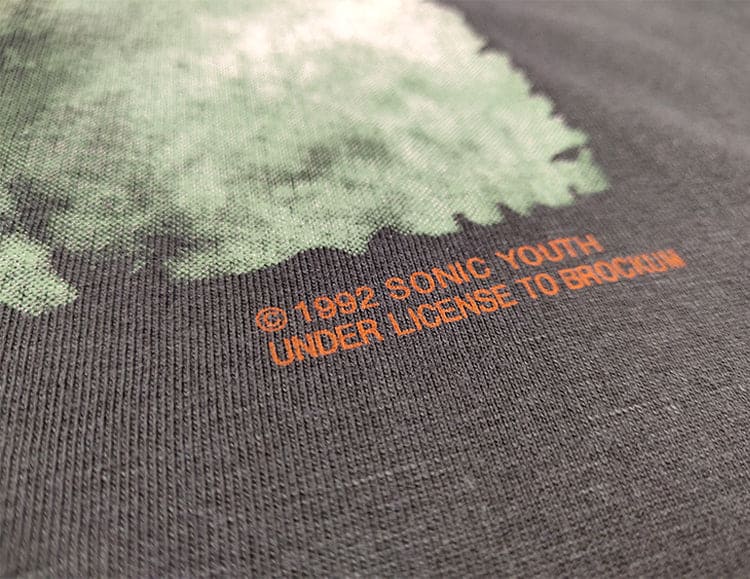 © 1992 SONIC YOUTH
UNDER LICENSE TO BROCKUM